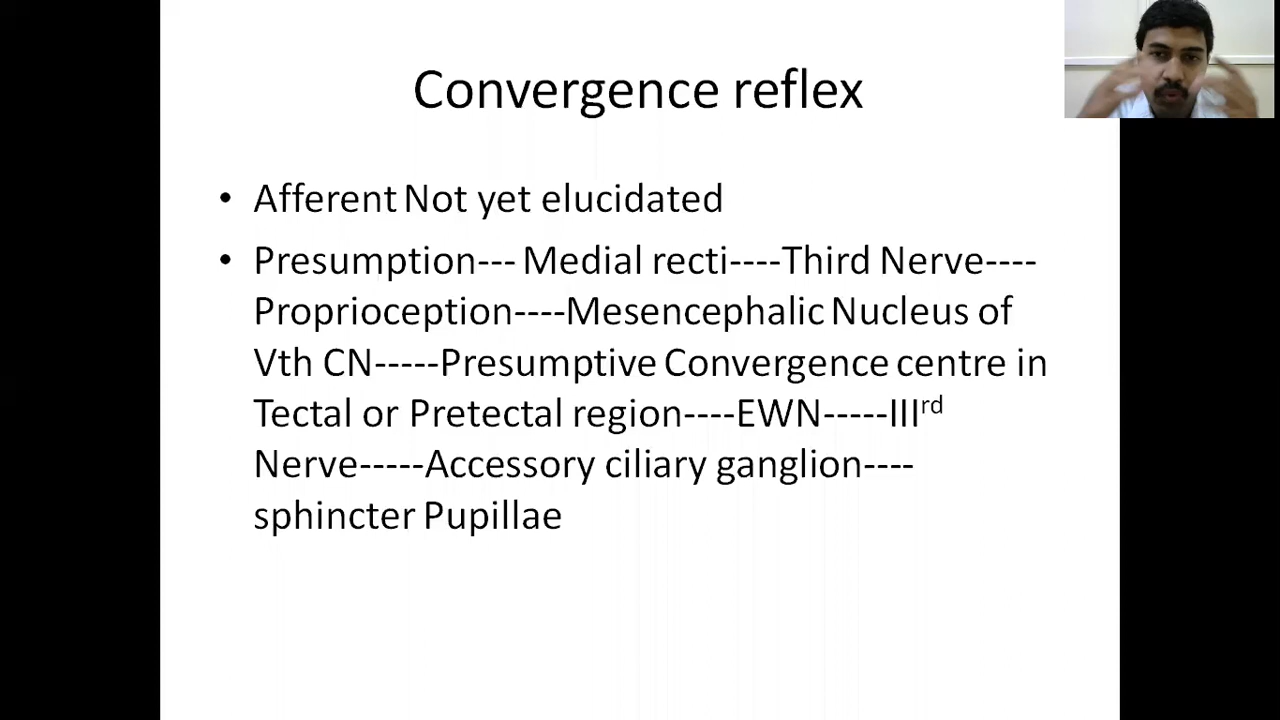 Convergence reflex
• Afferent Not yet elucidated
• Presumption--- Medial recti----Third Nerve----
Proprioception----Mesencephalic Nucleus of
Vth CN-----Presumptive Convergence centre in
Tectal or Pretectal region----EWN-----IIIrd
Nerve-----Accessory ciliary ganglion----
sphincter Pupillae